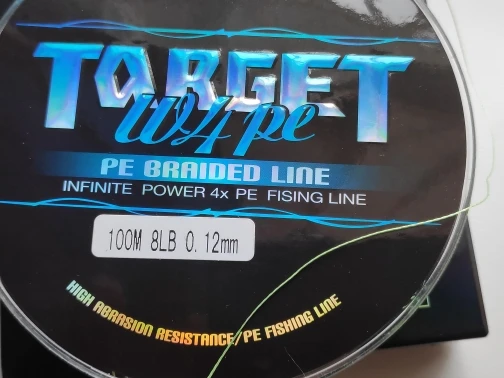 TARGET
W4 PE
PE BRAIDED LINE
INFINITE POWER 4x PE FISING LINE
100M 8LB 0.12mm
HIGH ABRASION RESISTANCE/PE FISHING LINE